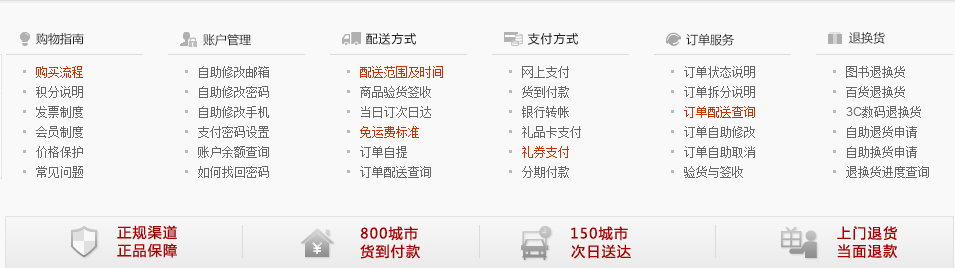 购物指南
购买流程
积分说明
发票制度
会员制度
价格保护
常见问题
账户管理
自助修改邮箱
自助修改密码
自助修改手机
支付密码设置
账户余额查询
如何找回密码
配送方式
配送范围及时间
商品验货签收
当日订次日达
免运费标准
订单自提
订单配送查询
支付方式
网上支付
货到付款
银行转帐
礼品卡支付
礼券支付
分期付款
订单服务
订单状态说明
订单拆分说明
订单配送查询
订单自助修改
订单自助取消
验货与签收
退换货
图书退换货
百货退换货
3C数码退换货
自助退货申请
自助换货申请
退换货进度查询
正规渠道
正品保障
800城市
货到付款
150城市
次日送达
上门退货
当面退款